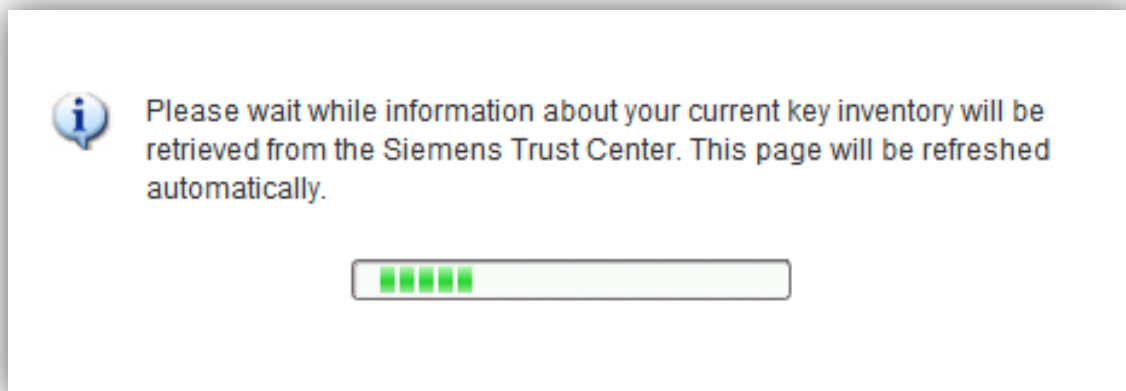 Please wait while information about your current key inventory will be
retrieved from the Siemens Trust Center. This page will be refreshed
automatically.